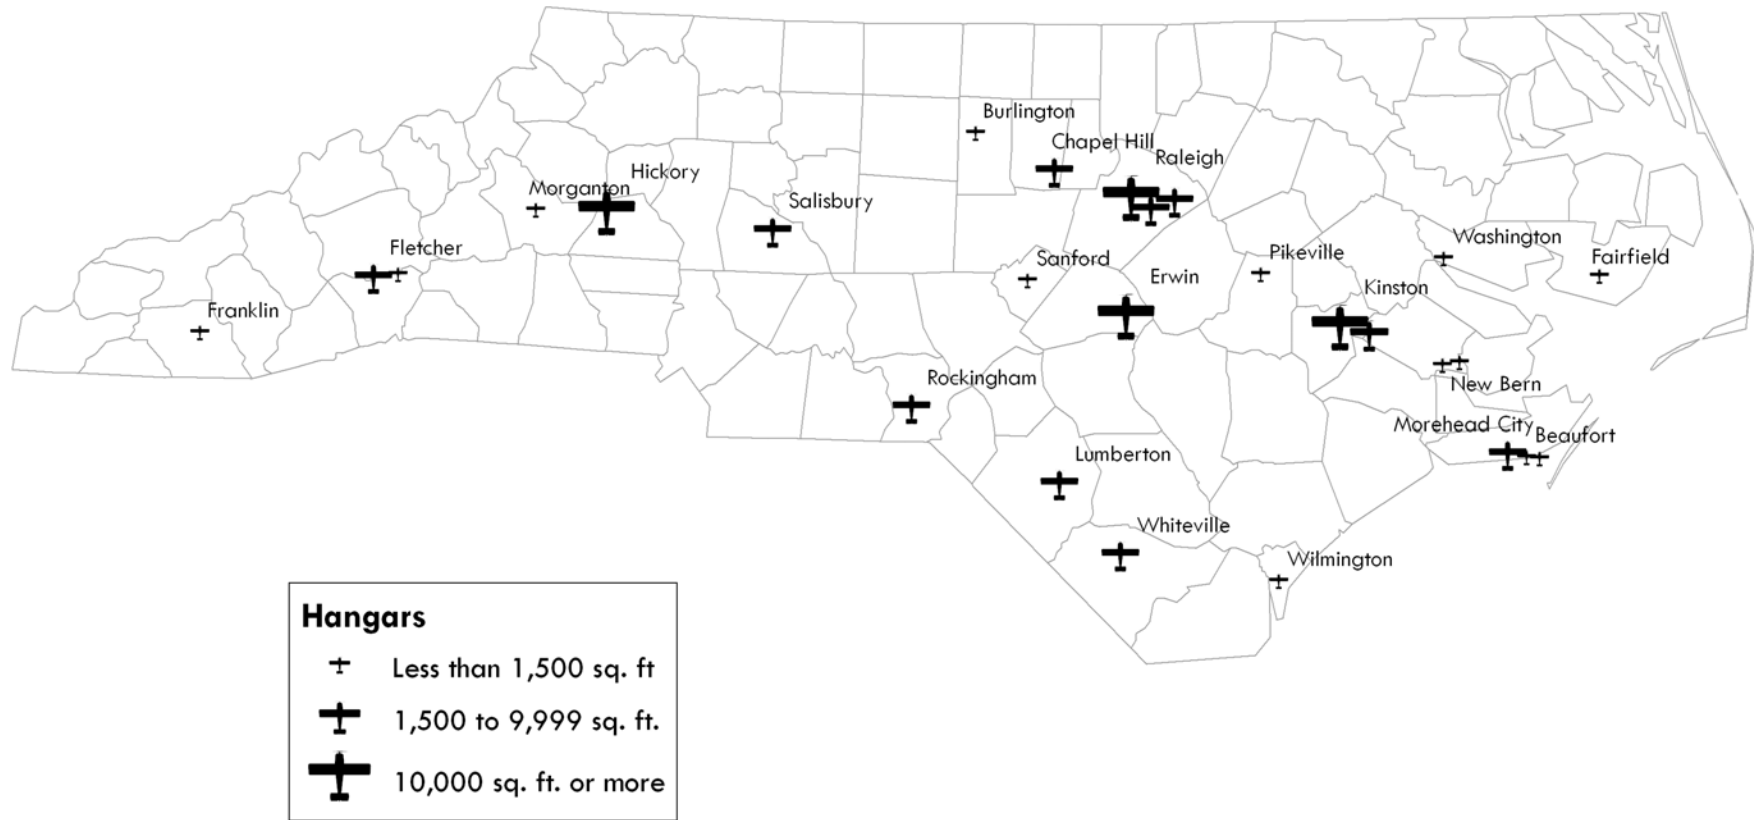 Burlington
Chapel Hill
Raleigh
Hickory
Morganton
Salisbury
Washington
Fletcher
Sanford
Pikeville
Fairfield
Erwin
Kinston
Franklin
Rockingham
New Bern
Morehead City
Beaufort
Lumberton
Whiteville
Wilmington
Hangars
Less than 1,500 sq. ft
1,500 to 9,999 sq. ft.
10,000 sq. ft. or more